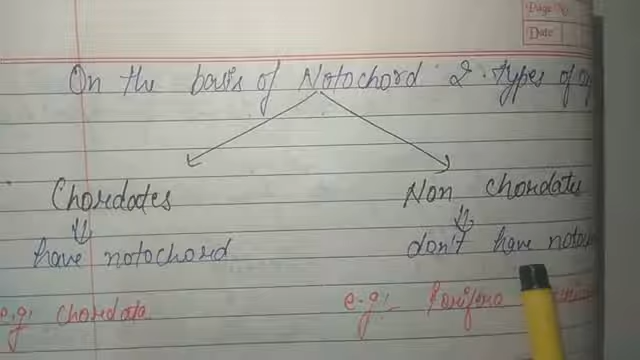 Page No
Date
On the basis of Notochord 2 types of
Chordates Non chordates
have notochord don't have
e.g: Chordata e.g:- Porifera